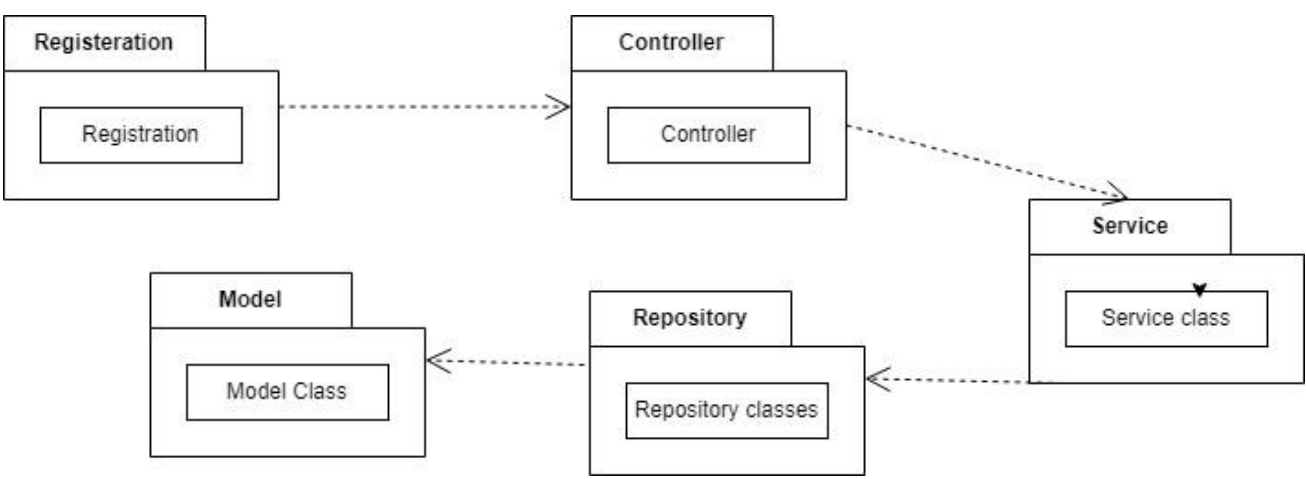 Registeration
Registration
Controller
Controller
Service
Service class
Model
Model Class
Repository
Repository classes